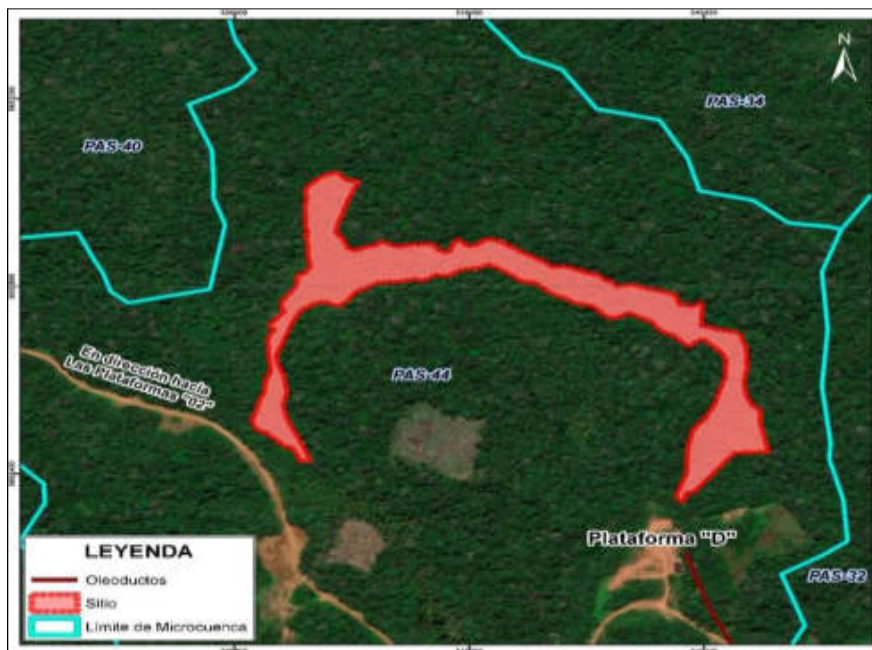 N
PAS-34
PAS-40
En dirección hacía
Las Plataformas "02"
PAS-44
Plataforma "D"
PAS-32
LEYENDA
Oleoductos
Sitio
Límite de Microcuenca